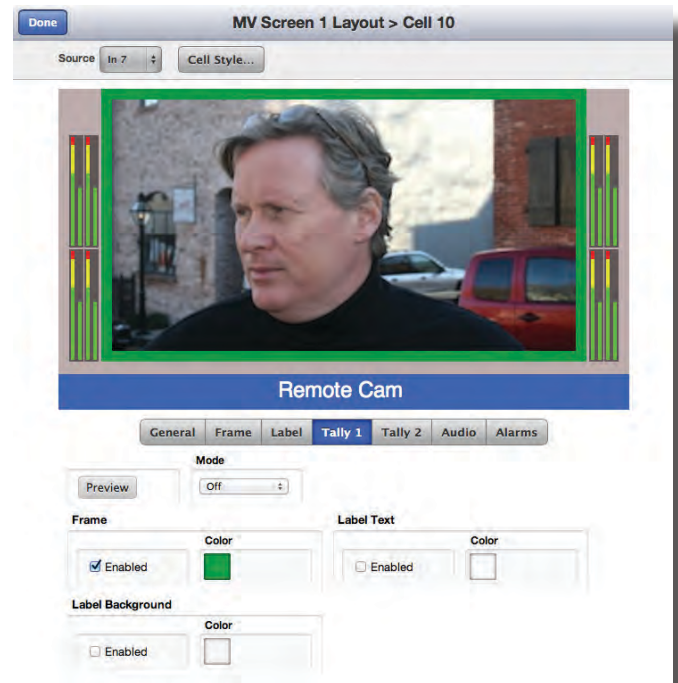 Done
MV Screen 1 Layout > Cell 10
Source In 7 Cell Style...
Remote Cam
General Frame Label Tally 1 Tally 2 Audio Alarms
Mode
Preview Off
Frame Label Text
Color Color
Enabled Enabled
Label Background
Color
Enabled